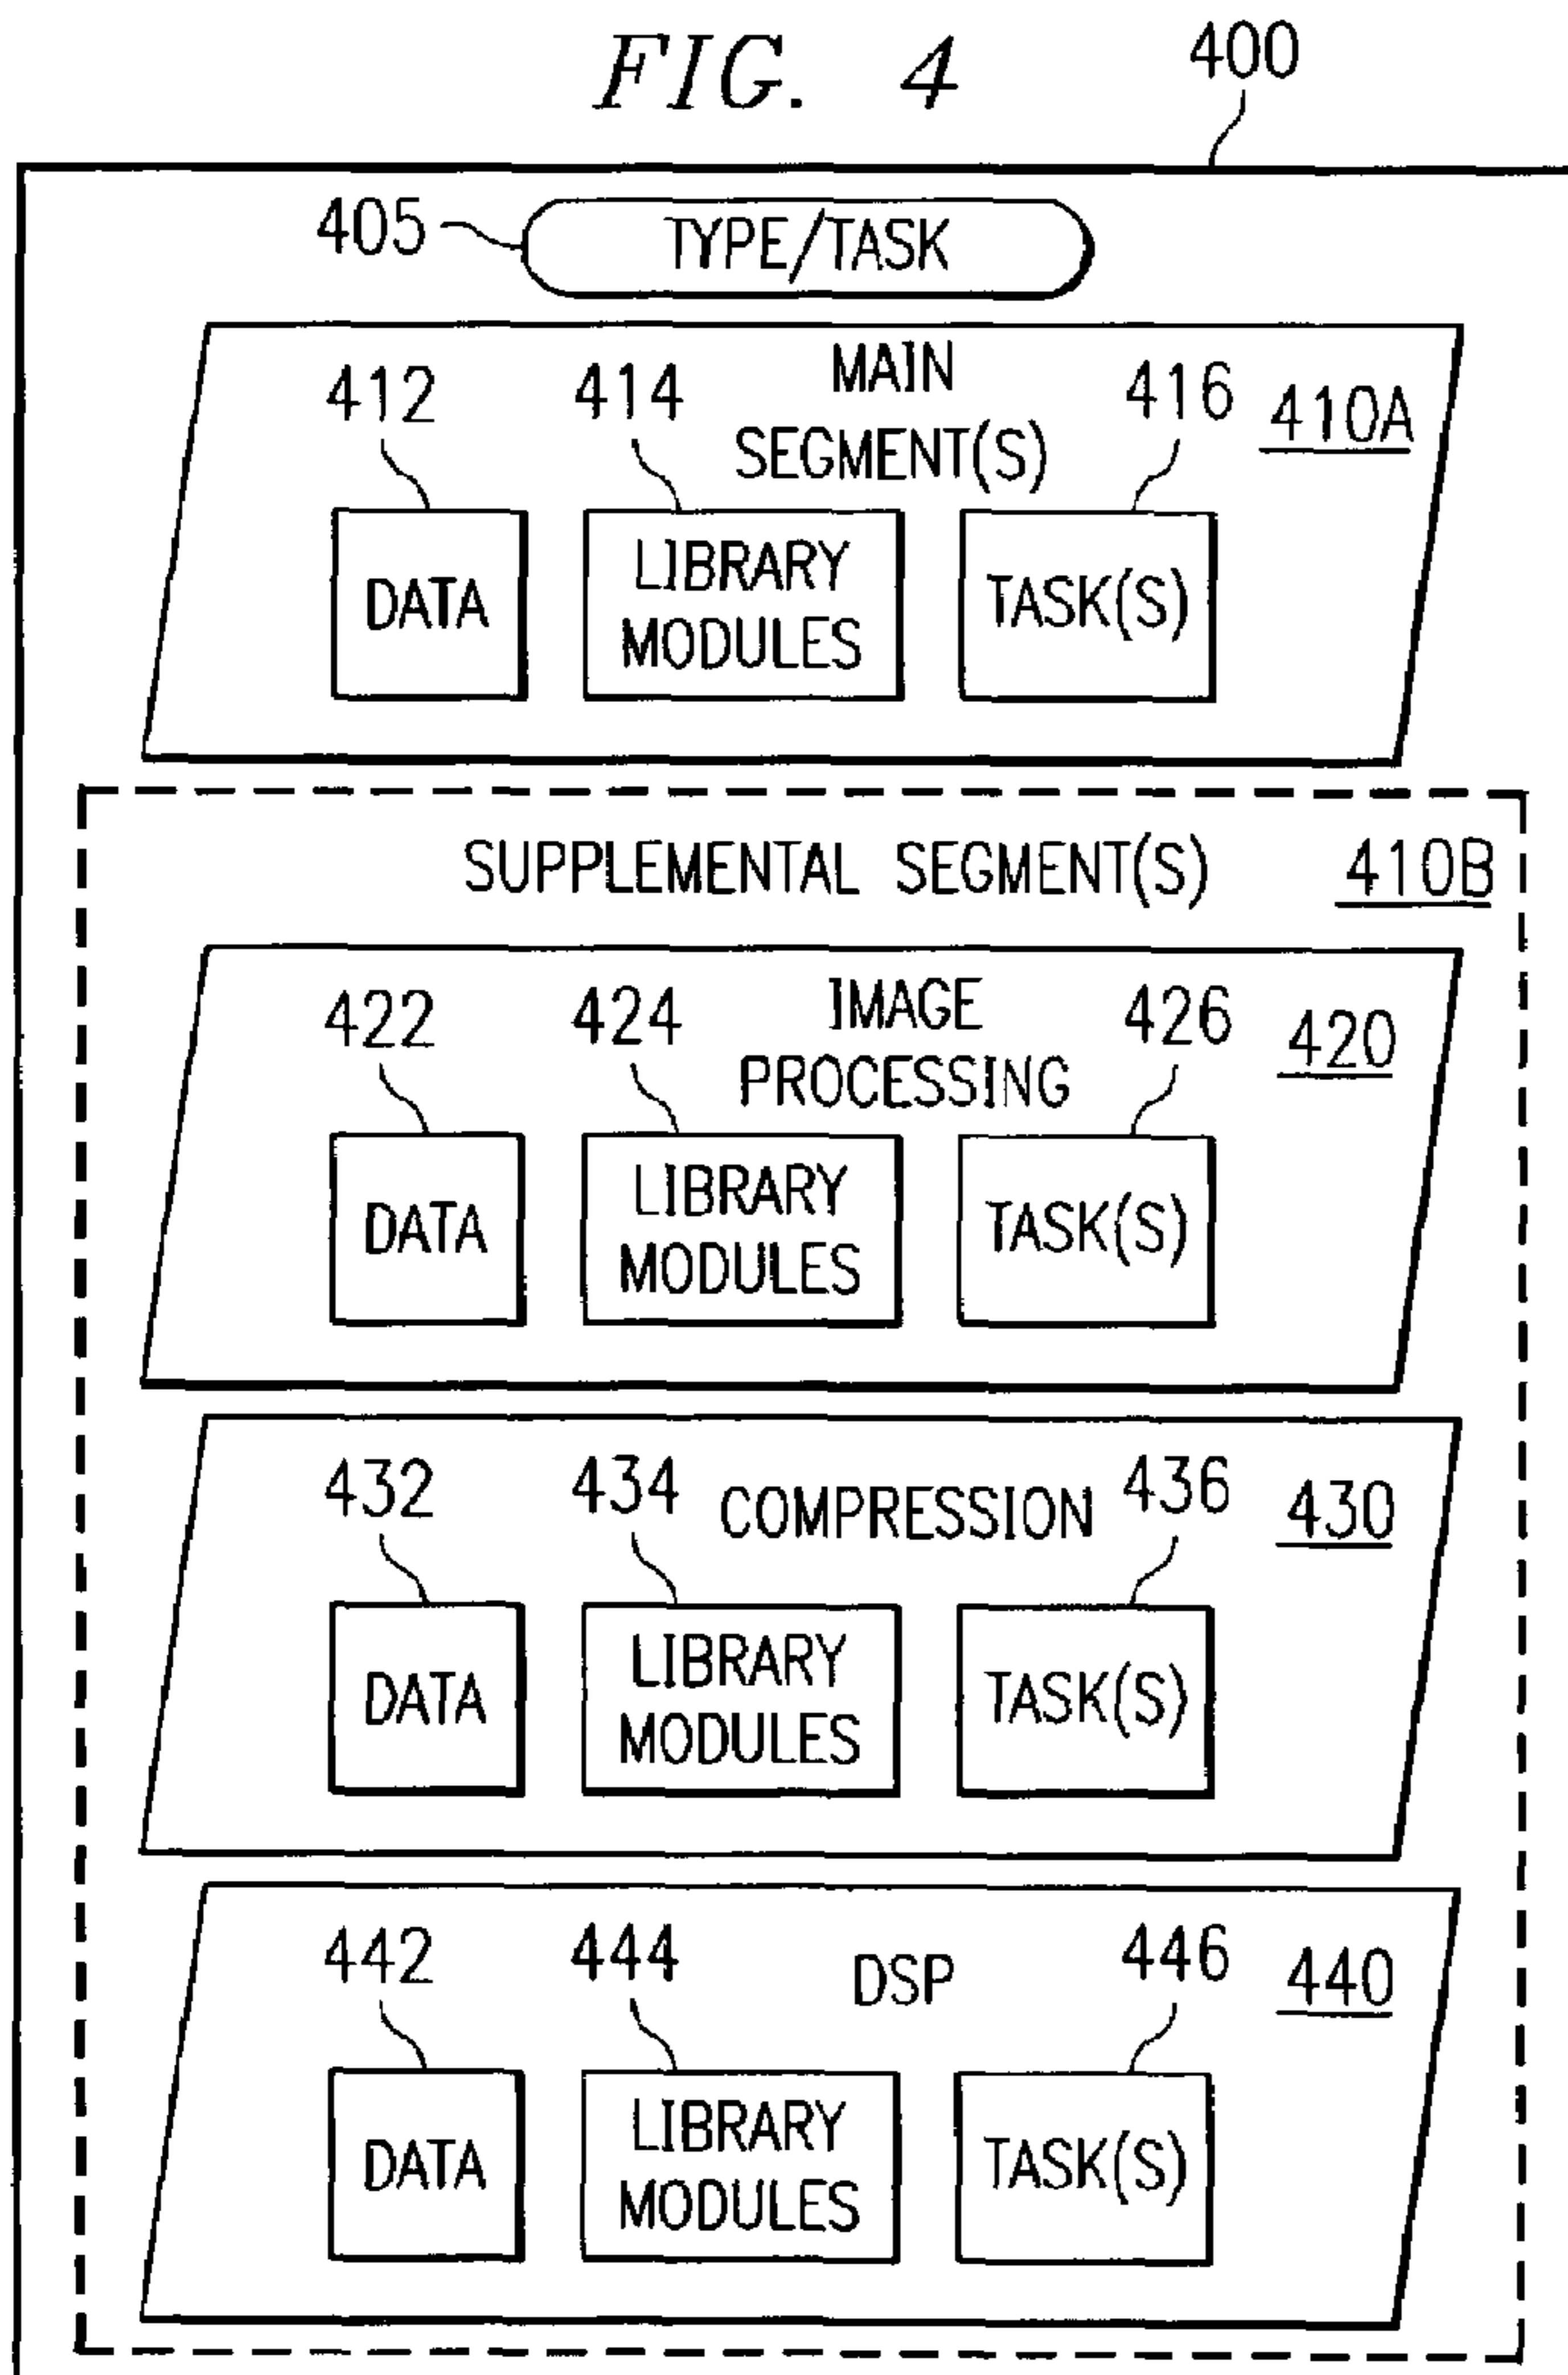 FIG. 4
400
405
TYPE/TASK
MAIN
SEGMENT(S)
412
414
416
410A
DATA
LIBRARY
MODULES
TASK(S)
SUPPLEMENTAL SEGMENT(S)
410B
IMAGE
PROCESSING
422
424
426
420
DATA
LIBRARY
MODULES
TASK(S)
432
434
COMPRESSION
436
430
DATA
LIBRARY
MODULES
TASK(S)
442
444
DSP
446
440
DATA
LIBRARY
MODULES
TASK(S)